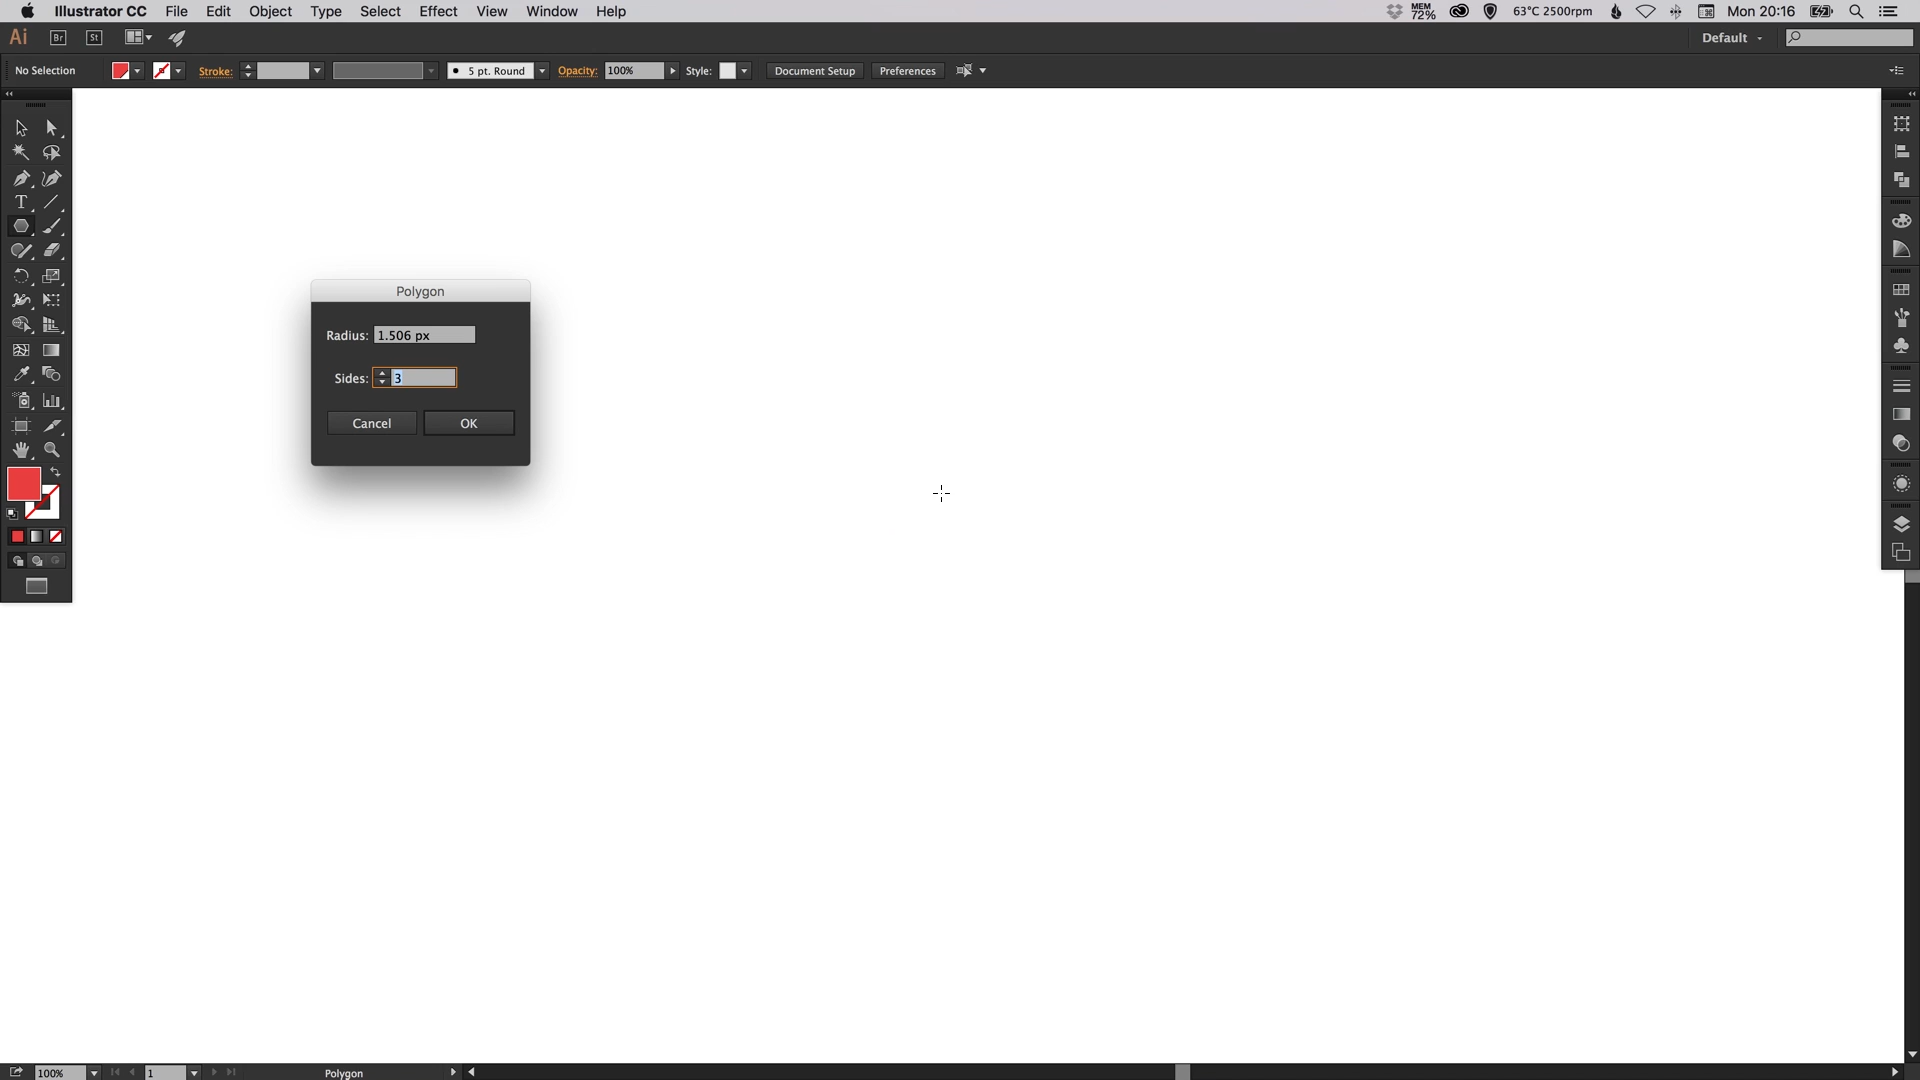 Illustrator CC File Edit Object Type Select Effect View Window Help MEM 72% 63°C 2500rpm Mon 20:16
Ai Br St Default
No Selection Stroke: 5 pt. Round Opacity: 100% Style: Document Setup Preferences
T
Polygon
Radius: 1.506 px
Sides: 3
Cancel OK
100% 1 Polygon